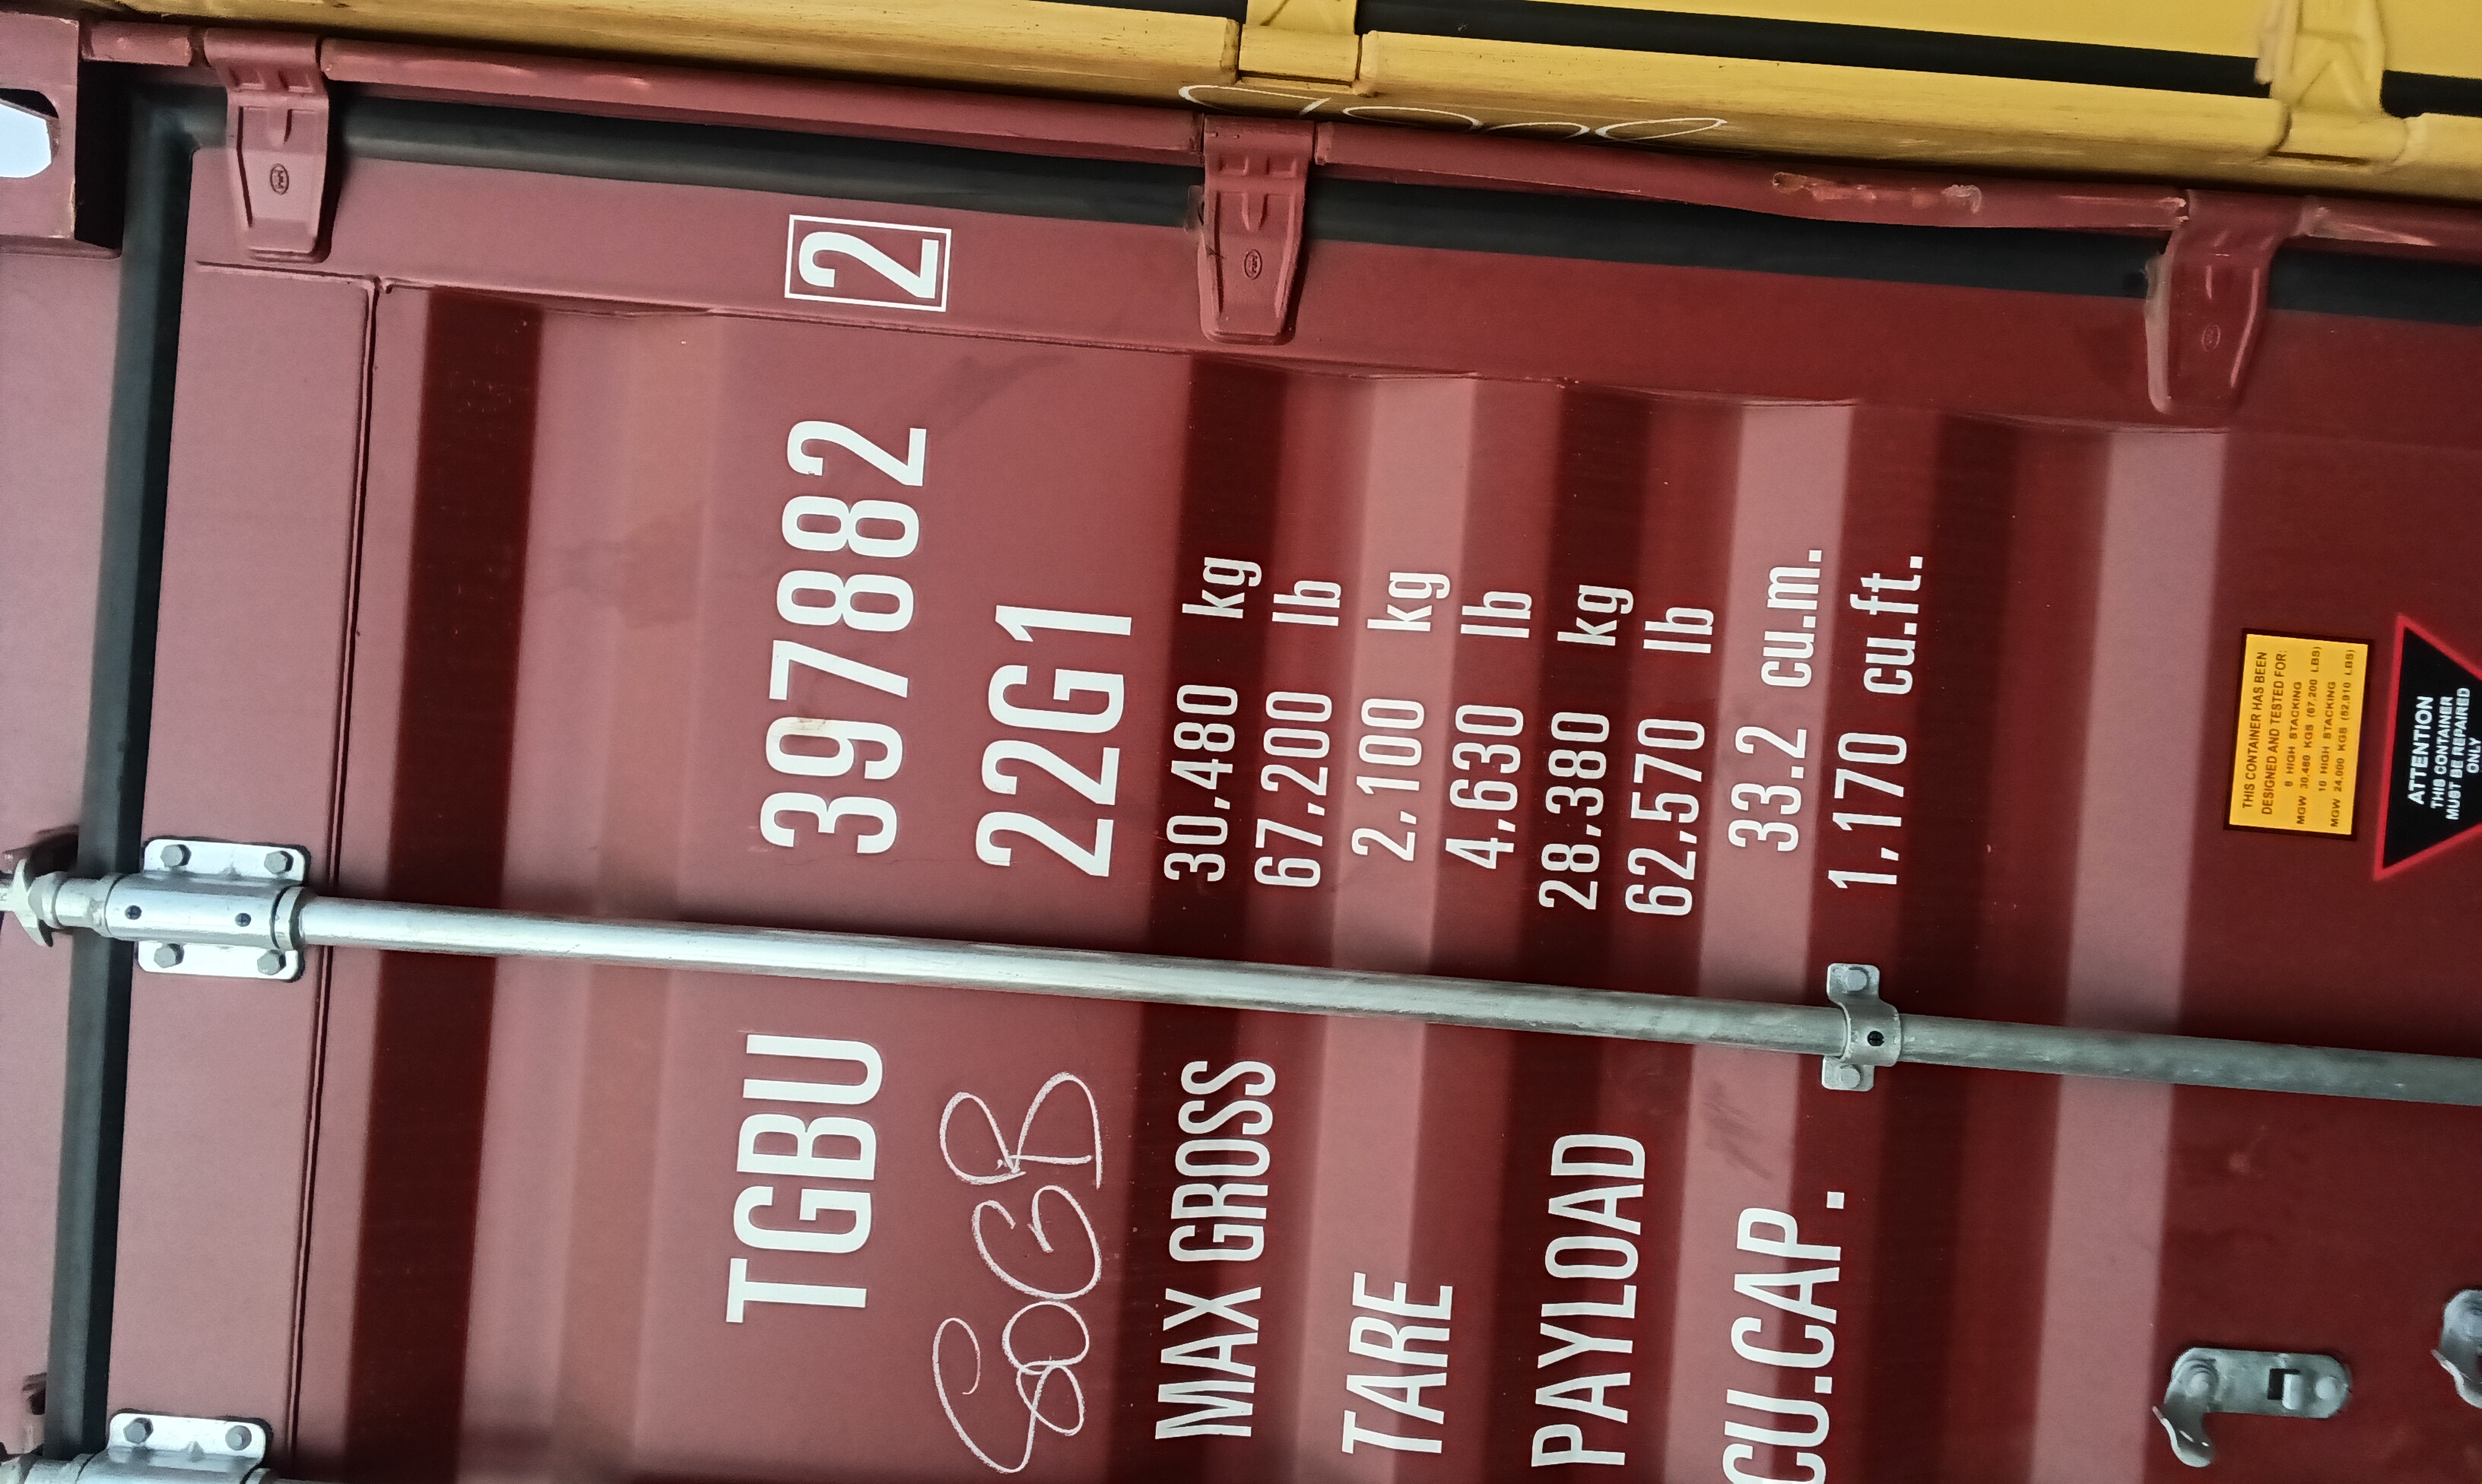 TGBU 397882 2
SOGB 22G1
MAX GROSS 30,480 kg
67,200 lb
TARE 2,100 kg
4,630 lb
PAYLOAD 28,380 kg
62,570 lb
CU.CAP. 33.2 cu.m.
1,170 cu.ft.
THIS CONTAINER HAS BEEN
DESIGNED AND TESTED FOR:
8 HIGH STACKING
MGW 30,480 KGS (67,200 LBS)
10 HIGH STACKING
MGW 24,000 KGS (52,910 LBS)
ATTENTION
THIS CONTAINER
MUST BE REPAIRED
ONLY